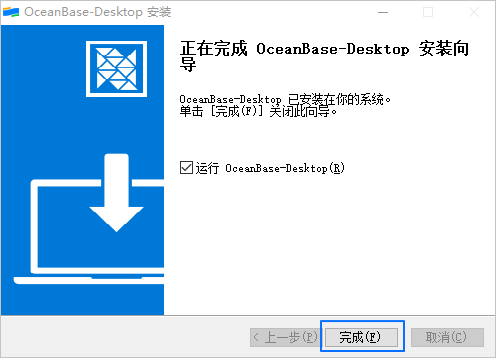 OceanBase-Desktop 安装
正在完成 OceanBase-Desktop 安装向
导
OceanBase-Desktop 已安装在你的系统。
单击 [完成(F)] 关闭此向导。
运行 OceanBase-Desktop(R)
< 上一步(P)
完成(F)
取消(C)